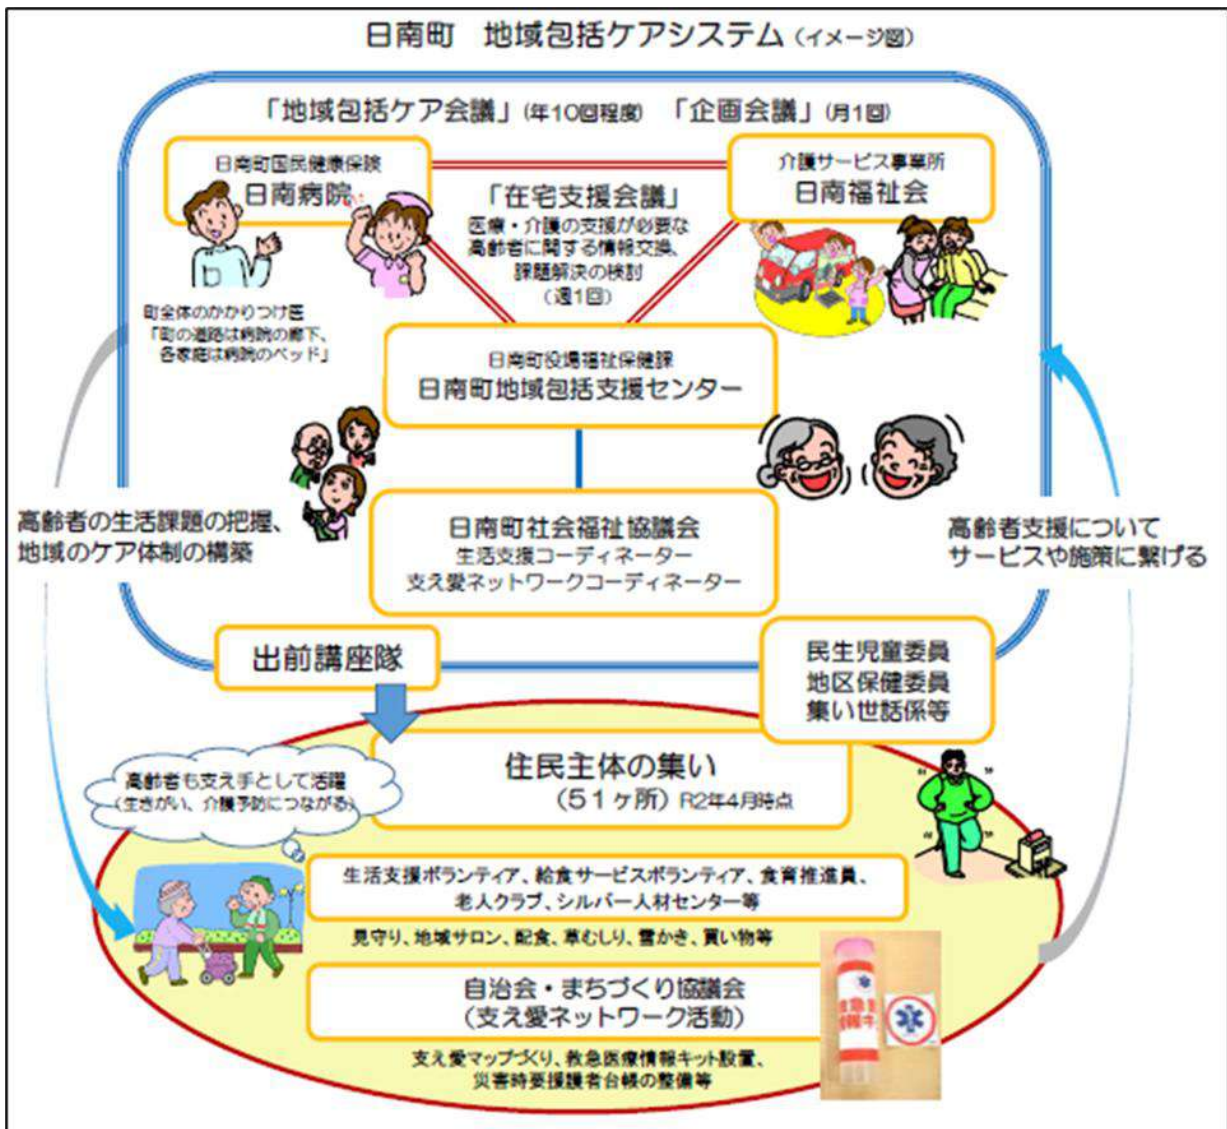 日南町 地域包括ケアシステム（イメージ図）
「地域包括ケア会議」（年10回程度） 「企画会議」（月1回）
日南町国民健康保険
日南病院
介護サービス事業所
日南福祉会
「在宅支援会議」
医療・介護の支援が必要な
高齢者に関する情報交換、
課題解決の検討
（週1回）
町全体のかかりつけ医
「町の道路は病院の廊下、
各家庭は病院のベッド」
日南町役場福祉保健課
日南町地域包括支援センター
高齢者の生活課題の把握、
地域のケア体制の構築
日南町社会福祉協議会
生活支援コーディネーター
支え愛ネットワークコーディネーター
高齢者支援について
サービスや施策に繋げる
出前講座隊
民生児童委員
地区保健委員
集い世話係等
住民主体の集い
（51ヶ所）R2年4月時点
高齢者も支え手として活躍
（生きがい、介護予防につながる）
生活支援ボランティア、給食サービスボランティア、食育推進員、
老人クラブ、シルバー人材センター等
見守り、地域サロン、配食、草むしり、雪かき、買い物等
自治会・まちづくり協議会
（支え愛ネットワーク活動）
支え愛マップづくり、救急医療情報キット設置、
災害時要援護者台帳の整備等